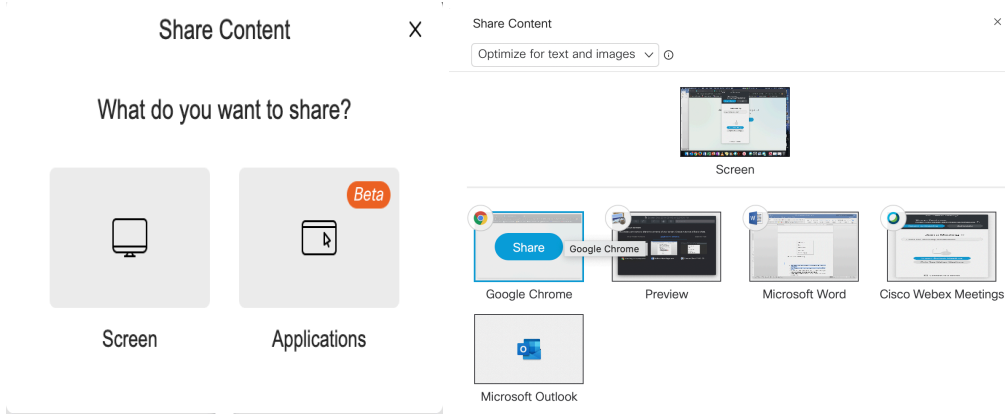 Share Content
X
What do you want to share?
Beta
Screen
Applications
Share Content
Optimize for text and images
Screen
Share
Google Chrome
Google Chrome
Preview
Microsoft Word
Cisco Webex Meetings
Microsoft Outlook